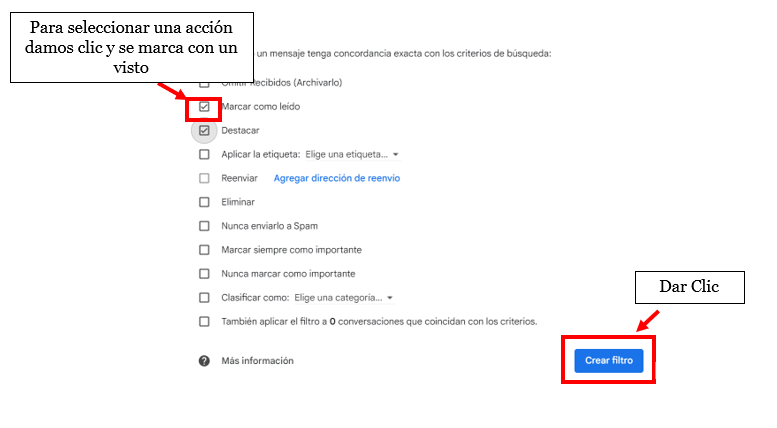 Para seleccionar una acción
damos clic y se marca con un
visto
un mensaje tenga concordancia exacta con los criterios de búsqueda:
Omitir Recibidos (Archivarlo)
Marcar como leído
Destacar
Aplicar la etiqueta: Elige una etiqueta...
Reenviar Agregar dirección de reenvío
Eliminar
Nunca enviarlo a Spam
Marcar siempre como importante
Nunca marcar como importante
Clasificar como: Elige una categoría...
También aplicar el filtro a 0 conversaciones que coincidan con los criterios.
Dar Clic
? Más información
Crear filtro